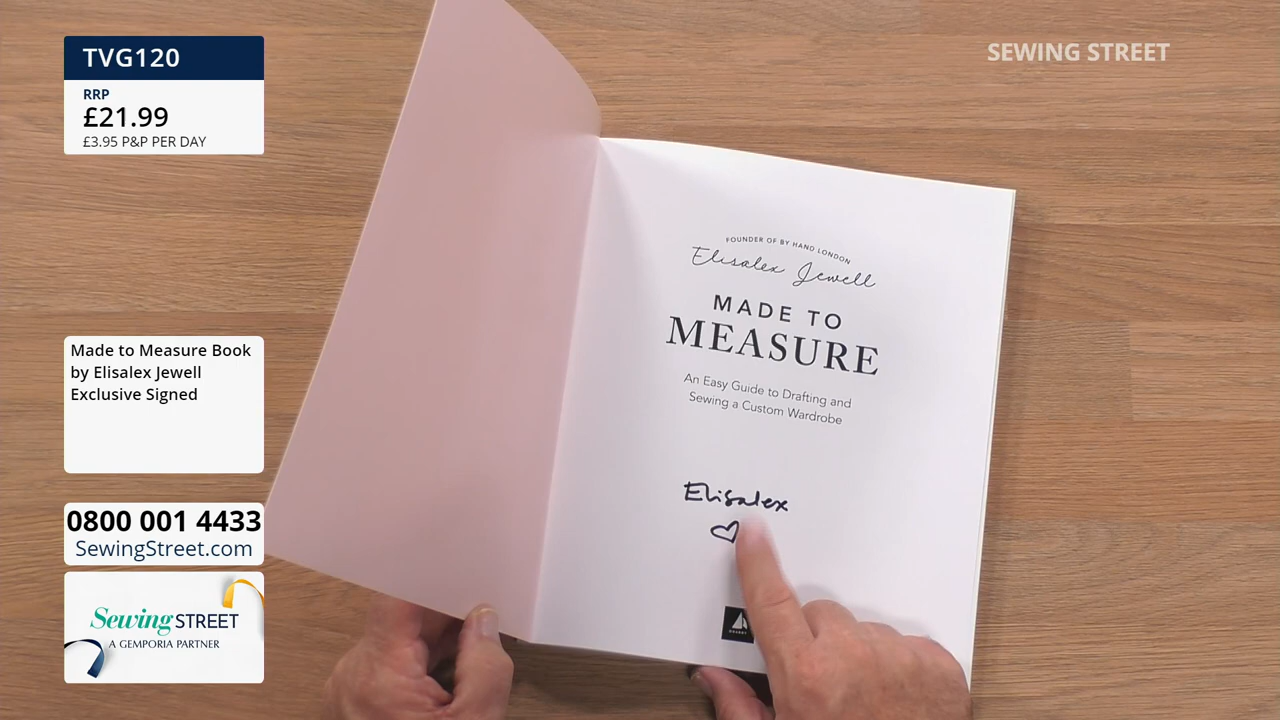 TVG120
RRP
£21.99
£3.95 P&P PER DAY
SEWING STREET
FOUNDER OF BY HAND LONDON
Elisalex Jewell
MADE TO
MEASURE
An Easy Guide to Drafting and
Sewing a Custom Wardrobe
Elisalex
Made to Measure Book
by Elisalex Jewell
Exclusive Signed
0800 001 4433
SewingStreet.com
Sewing STREET
A GEMPORIA PARTNER